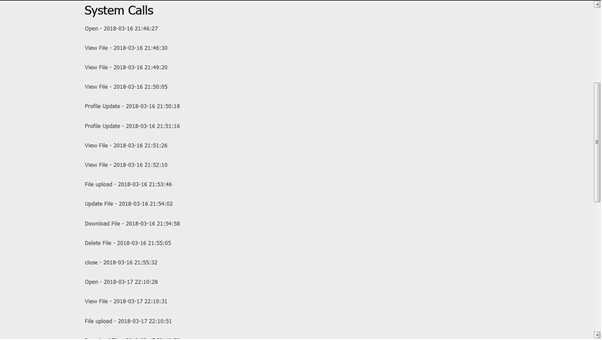 System Calls
Open - 2018-03-16 21:46:27
View File - 2018-03-16 21:46:30
View File - 2018-03-16 21:49:20
View File - 2018-03-16 21:50:05
Profile Update - 2018-03-16 21:50:18
Profile Update - 2018-03-16 21:51:16
View File - 2018-03-16 21:51:26
View File - 2018-03-16 21:52:10
File upload - 2018-03-16 21:53:46
Update File - 2018-03-16 21:54:02
Download File - 2018-03-16 21:54:58
Delete File - 2018-03-16 21:55:05
close - 2018-03-16 21:55:32
Open - 2018-03-17 22:10:28
View File - 2018-03-17 22:10:31
File upload - 2018-03-17 22:10:51